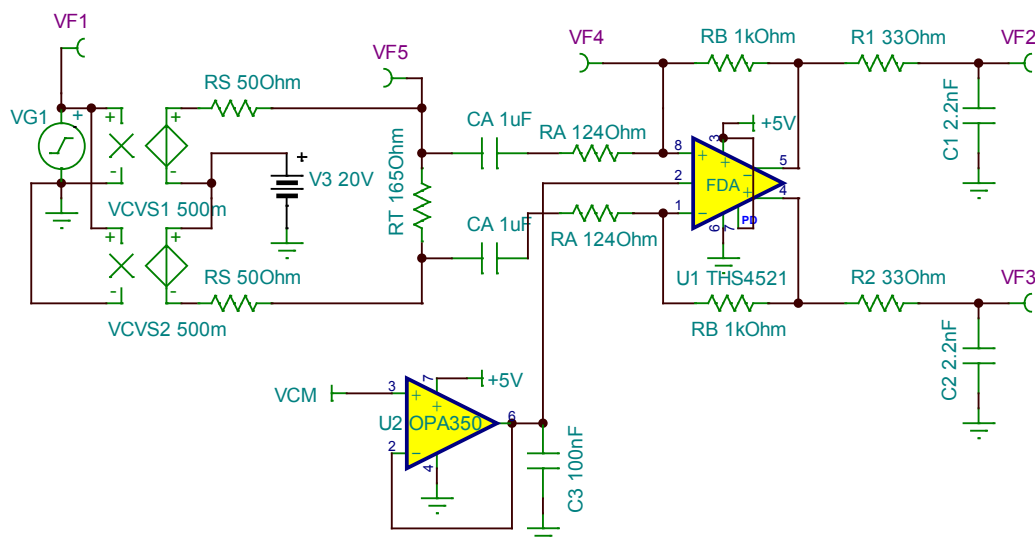 VF1
VF5
VF4
RB 1kOhm
R1 33Ohm
VF2
RS 50Ohm
VG1
+
+
-
+
-
VCVS1 500m
+
V3 20V
RT 165Ohm
CA 1uF
RA 124Ohm
+5V
C1 2.2nF
8
3
5
+
+
-
2
FDA
+
4
1
-
PD
6
7
CA 1uF
RA 124Ohm
U1 THS4521
R2 33Ohm
VF3
+
-
+
-
RS 50Ohm
VCVS2 500m
RB 1kOhm
C2 2.2nF
VCM
3
7
+5V
+
+
U2 OPA350
6
2
-
4
C3 100nF